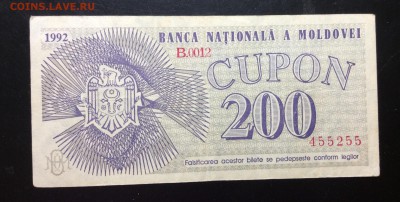 COINS.LAVE.RU
1992
BANCA NAȚIONALĂ A MOLDOVEI
B.0012
CUPON
200
455255
Falsificarea acestor bilete se pedepsește conform legilor